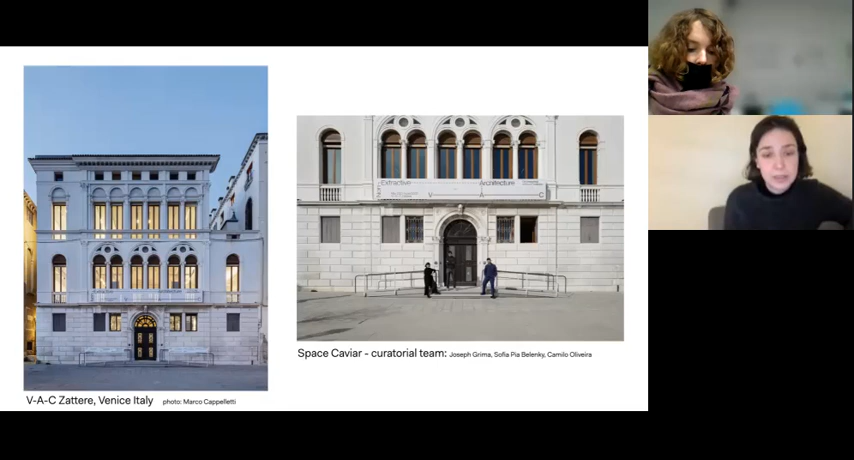 V-A-C Zattere, Venice Italy photo: Marco Cappelletti
Extractive Architecture
V A C
Space Caviar - curatorial team: Joseph Grima, Sofia Pia Belenky, Camilo Oliveira